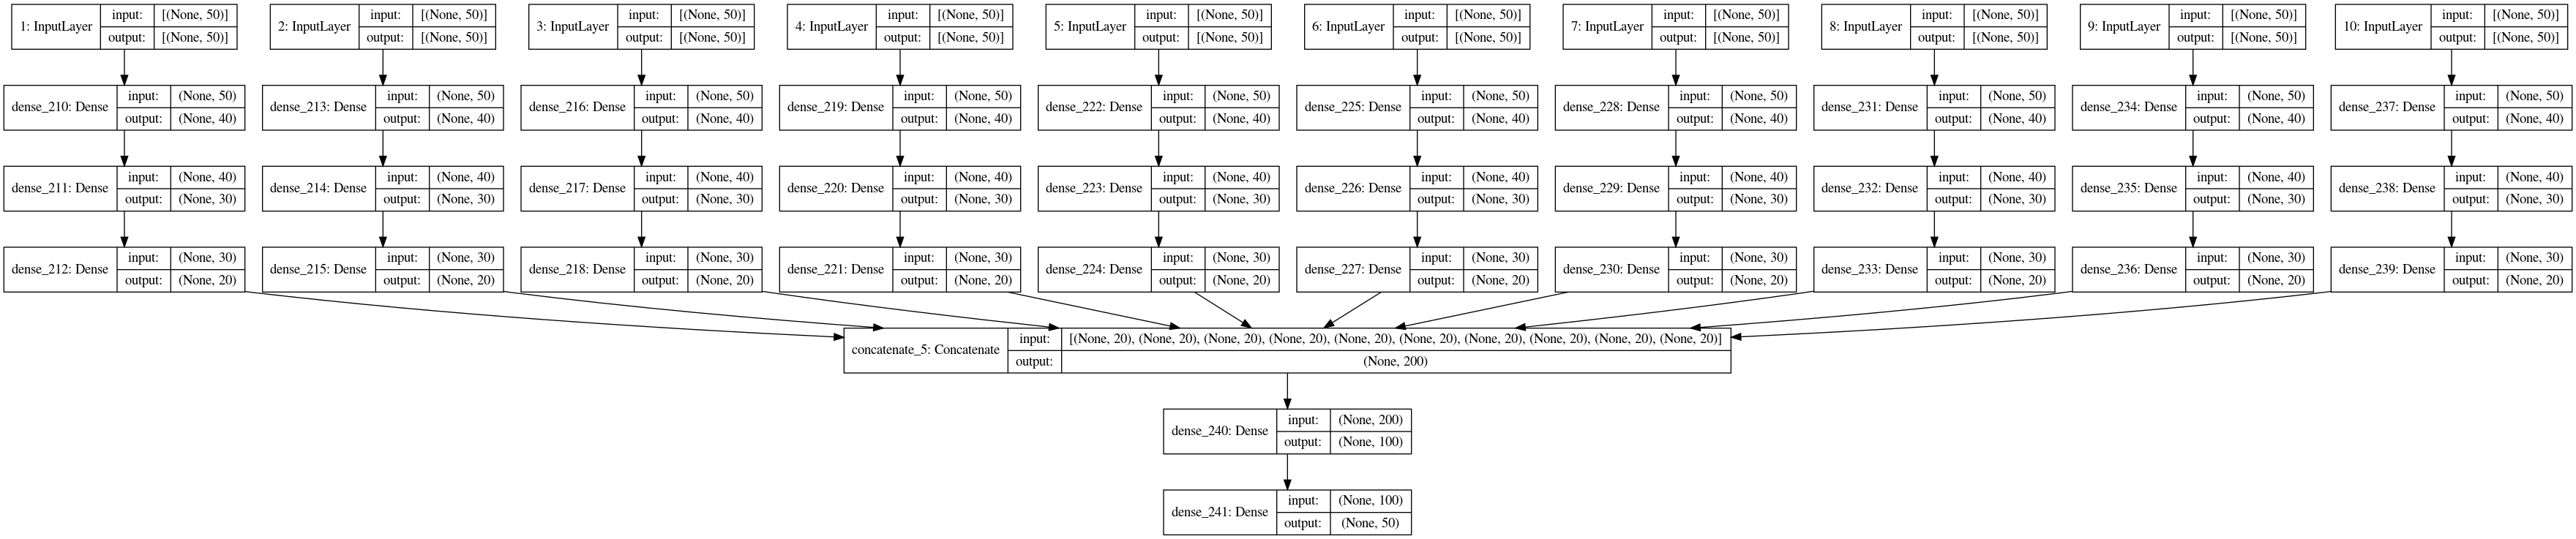 1: InputLayer input: [(None, 50)] output: [(None, 50)]
2: InputLayer input: [(None, 50)] output: [(None, 50)]
3: InputLayer input: [(None, 50)] output: [(None, 50)]
4: InputLayer input: [(None, 50)] output: [(None, 50)]
5: InputLayer input: [(None, 50)] output: [(None, 50)]
6: InputLayer input: [(None, 50)] output: [(None, 50)]
7: InputLayer input: [(None, 50)] output: [(None, 50)]
8: InputLayer input: [(None, 50)] output: [(None, 50)]
9: InputLayer input: [(None, 50)] output: [(None, 50)]
10: InputLayer input: [(None, 50)] output: [(None, 50)]
dense_210: Dense input: (None, 50) output: (None, 40)
dense_213: Dense input: (None, 50) output: (None, 40)
dense_216: Dense input: (None, 50) output: (None, 40)
dense_219: Dense input: (None, 50) output: (None, 40)
dense_222: Dense input: (None, 50) output: (None, 40)
dense_225: Dense input: (None, 50) output: (None, 40)
dense_228: Dense input: (None, 50) output: (None, 40)
dense_231: Dense input: (None, 50) output: (None, 40)
dense_234: Dense input: (None, 50) output: (None, 40)
dense_237: Dense input: (None, 50) output: (None, 40)
dense_211: Dense input: (None, 40) output: (None, 30)
dense_214: Dense input: (None, 40) output: (None, 30)
dense_217: Dense input: (None, 40) output: (None, 30)
dense_220: Dense input: (None, 40) output: (None, 30)
dense_223: Dense input: (None, 40) output: (None, 30)
dense_226: Dense input: (None, 40) output: (None, 30)
dense_229: Dense input: (None, 40) output: (None, 30)
dense_232: Dense input: (None, 40) output: (None, 30)
dense_235: Dense input: (None, 40) output: (None, 30)
dense_238: Dense input: (None, 40) output: (None, 30)
dense_212: Dense input: (None, 30) output: (None, 20)
dense_215: Dense input: (None, 30) output: (None, 20)
dense_218: Dense input: (None, 30) output: (None, 20)
dense_221: Dense input: (None, 30) output: (None, 20)
dense_224: Dense input: (None, 30) output: (None, 20)
dense_227: Dense input: (None, 30) output: (None, 20)
dense_230: Dense input: (None, 30) output: (None, 20)
dense_233: Dense input: (None, 30) output: (None, 20)
dense_236: Dense input: (None, 30) output: (None, 20)
dense_239: Dense input: (None, 30) output: (None, 20)
concatenate_5: Concatenate input: [(None, 20), (None, 20), (None, 20), (None, 20), (None, 20), (None, 20), (None, 20), (None, 20), (None, 20), (None, 20)] output: (None, 200)
dense_240: Dense input: (None, 200) output: (None, 100)
dense_241: Dense input: (None, 100) output: (None, 50)